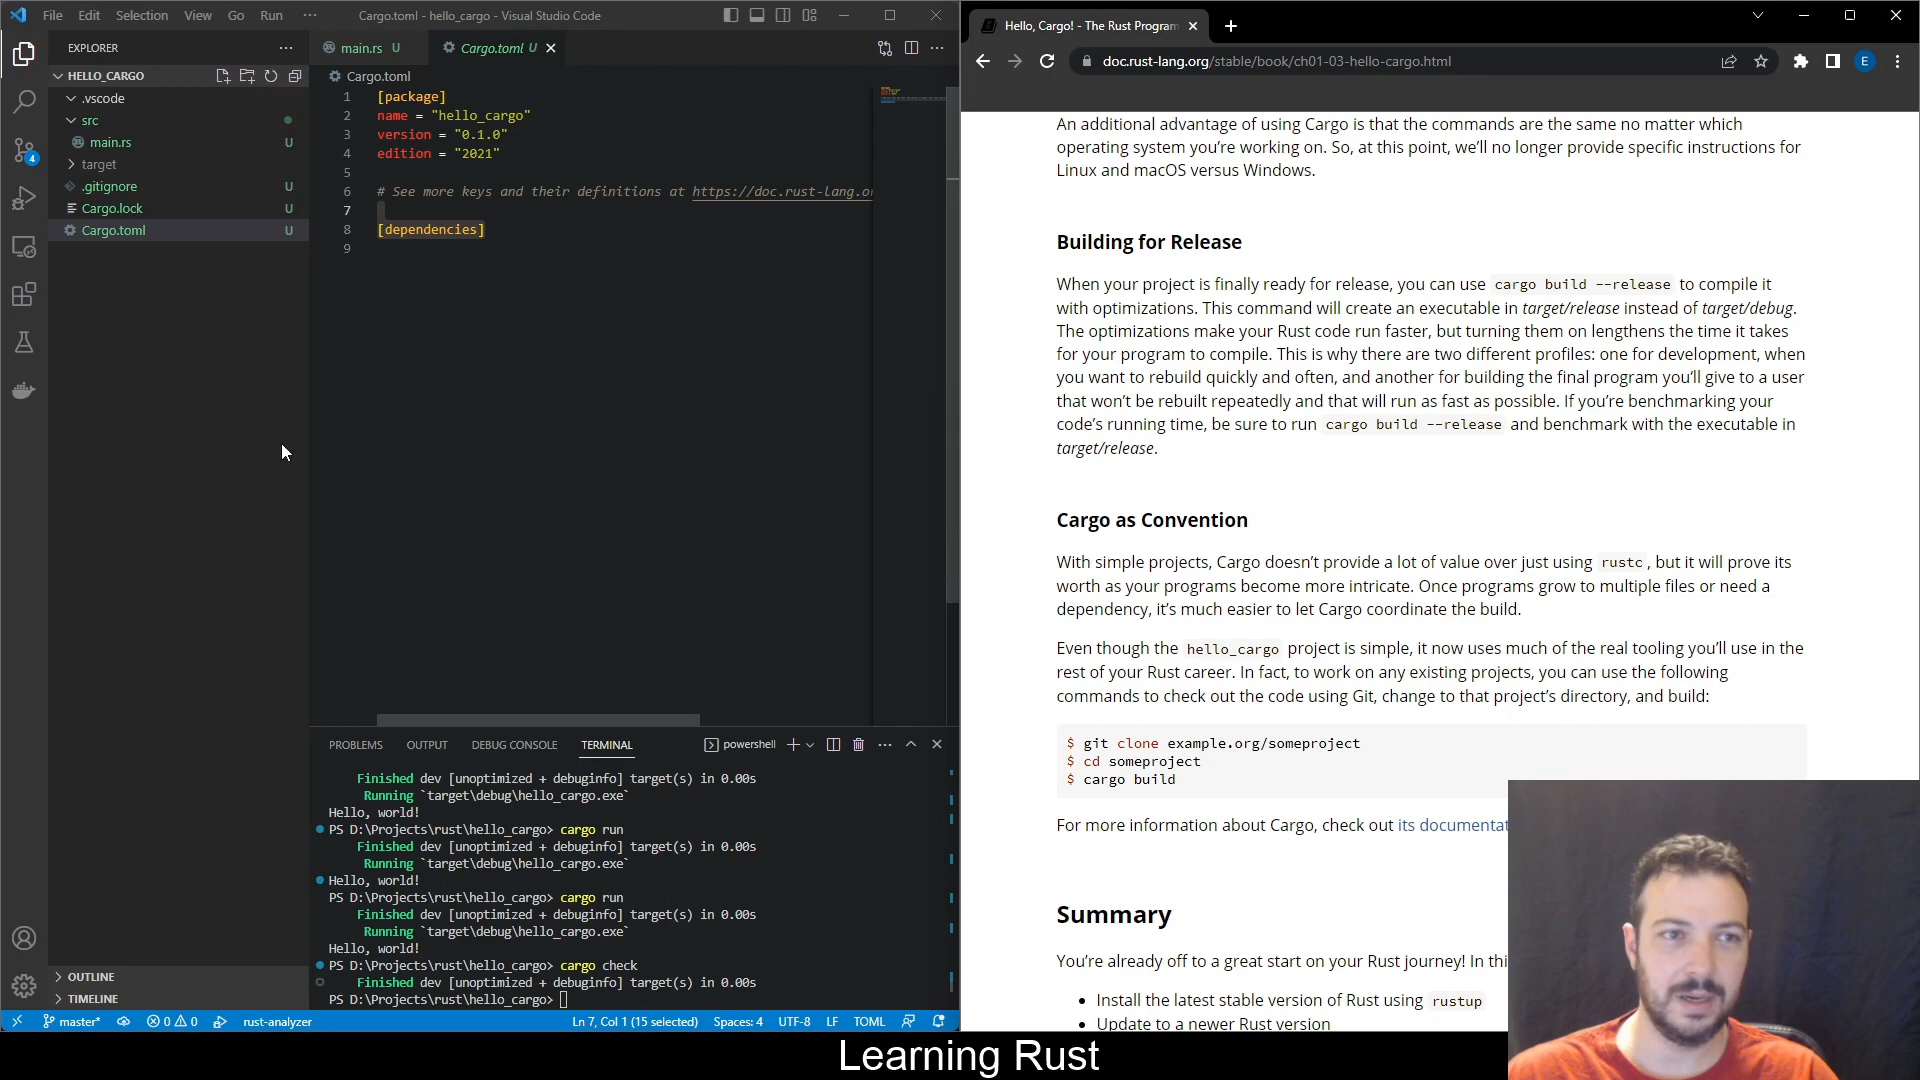 File Edit Selection View Go Run ··· Cargo.toml - hello_cargo - Visual Studio Code
EXPLORER ···
HELLO_CARGO
.vscode
src
main.rs U
target
.gitignore U
Cargo.lock U
Cargo.toml U
OUTLINE
TIMELINE
4
main.rs U Cargo.toml U
Cargo.toml
1 [package]
2 name = "hello_cargo"
3 version = "0.1.0"
4 edition = "2021"
5
6 # See more keys and their definitions at https://doc.rust-lang.or
7
8 [dependencies]
9
PROBLEMS OUTPUT DEBUG CONSOLE TERMINAL powershell
Finished dev [unoptimized + debuginfo] target(s) in 0.00s
Running `target\debug\hello_cargo.exe`
Hello, world!
PS D:\Projects\rust\hello_cargo> cargo run
Finished dev [unoptimized + debuginfo] target(s) in 0.00s
Running `target\debug\hello_cargo.exe`
Hello, world!
PS D:\Projects\rust\hello_cargo> cargo run
Finished dev [unoptimized + debuginfo] target(s) in 0.00s
Running `target\debug\hello_cargo.exe`
Hello, world!
PS D:\Projects\rust\hello_cargo> cargo check
Finished dev [unoptimized + debuginfo] target(s) in 0.00s
PS D:\Projects\rust\hello_cargo>
master* 0 0 rust-analyzer Ln 7, Col 1 (15 selected) Spaces: 4 UTF-8 LF TOML
Hello, Cargo! - The Rust Program
doc.rust-lang.org/stable/book/ch01-03-hello-cargo.html E
An additional advantage of using Cargo is that the commands are the same no matter which
operating system you’re working on. So, at this point, we’ll no longer provide specific instructions for
Linux and macOS versus Windows.
Building for Release
When your project is finally ready for release, you can use cargo build --release to compile it
with optimizations. This command will create an executable in target/release instead of target/debug.
The optimizations make your Rust code run faster, but turning them on lengthens the time it takes
for your program to compile. This is why there are two different profiles: one for development, when
you want to rebuild quickly and often, and another for building the final program you’ll give to a user
that won’t be rebuilt repeatedly and that will run as fast as possible. If you’re benchmarking your
code’s running time, be sure to run cargo build --release and benchmark with the executable in
target/release.
Cargo as Convention
With simple projects, Cargo doesn’t provide a lot of value over just using rustc, but it will prove its
worth as your programs become more intricate. Once programs grow to multiple files or need a
dependency, it’s much easier to let Cargo coordinate the build.
Even though the hello_cargo project is simple, it now uses much of the real tooling you’ll use in the
rest of your Rust career. In fact, to work on any existing projects, you can use the following
commands to check out the code using Git, change to that project’s directory, and build:
$ git clone example.org/someproject
$ cd someproject
$ cargo build
For more information about Cargo, check out its documentat
Summary
You’re already off to a great start on your Rust journey! In thi
• Install the latest stable version of Rust using rustup
• Update to a newer Rust version
Learning Rust